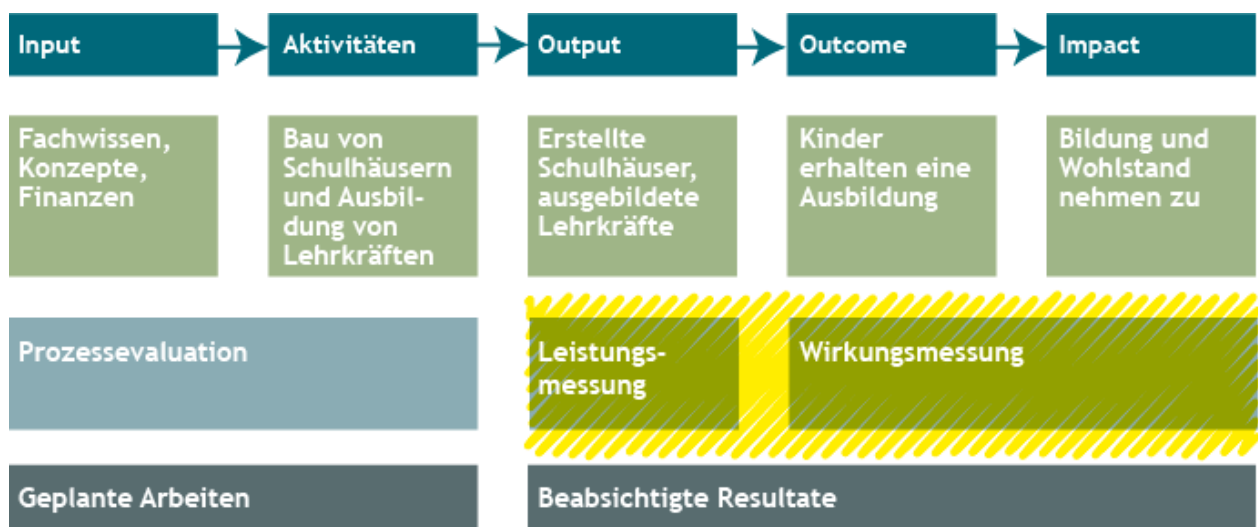 Input
Aktivitäten
Output
Outcome
Impact
Fachwissen,
Konzepte,
Finanzen
Bau von
Schulhäusern
und Ausbil-
dung von
Lehrkräften
Erstellte
Schulhäuser,
ausgebildete
Lehrkräfte
Kinder
erhalten eine
Ausbildung
Bildung und
Wohlstand
nehmen zu
Prozessevaluation
Leistungs-
messung
Wirkungsmessung
Geplante Arbeiten
Beabsichtigte Resultate